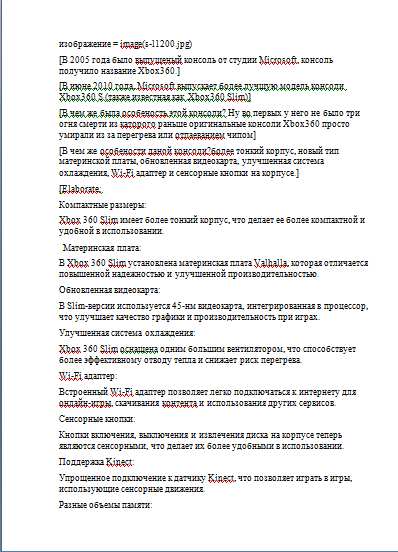 изображение = image(s-l1200.jpg)
[В 2005 года было выпущеный консоль от студии Microsoft, консоль
получило название Xbox360.]
[В июне 2010 года, Microsoft выпускает более лучшую модель консоли,
Xbox360 S (также известная как Xbox360 Slim)]
[В чем же была особеность этой консоли? Ну во первых у него не было три
огня смерти из каторого раньше оригинальные консоли Xbox360 просто
умирали из за перегрева или отпаеванием чипом]
[В чем же особености даной консоли?более тонкий корпус, новый тип
материнской платы, обновленная видеокарта, улучшенная система
охлаждения, Wi-Fi адаптер и сенсорные кнопки на корпусе.]
[Elaborate:
Компактные размеры:
Xbox 360 Slim имеет более тонкий корпус, что делает ее более компактной и
удобной в использовании.
Материнская плата:
В Xbox 360 Slim установлена материнская плата Valhalla, которая отличается
повышенной надежностью и улучшенной производительностью.
Обновленная видеокарта:
В Slim-версии используется 45-нм видеокарта, интегрированная в процессор,
что улучшает качество графики и производительность при играх.
Улучшенная система охлаждения:
Xbox 360 Slim оснащена одним большим вентилятором, что способствует
более эффективному отводу тепла и снижает риск перегрева.
Wi-Fi адаптер:
Встроенный Wi-Fi адаптер позволяет легко подключаться к интернету для
онлайн-игры, скачивания контента и использования других сервисов.
Сенсорные кнопки:
Кнопки включения, выключения и извлечения диска на корпусе теперь
являются сенсорными, что делает их более удобными в использовании.
Поддержка Kinect:
Упрощенное подключение к датчику Kinect, что позволяет играть в игры,
использующие сенсорные движения.
Разные объемы памяти: